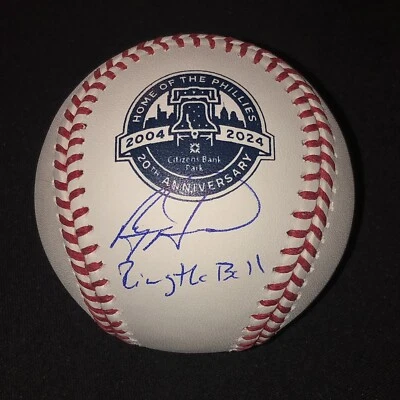 HOME OF THE PHILLIES
2004 2024
Citizens Bank
Park
20TH ANNIVERSARY
Ring the Bell